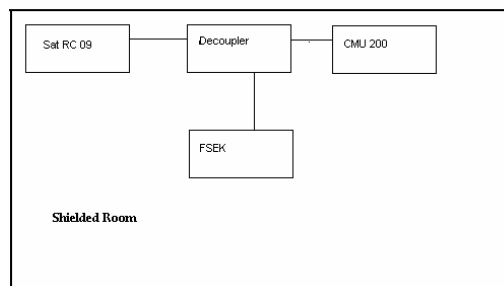 Sat RC 09
Decoupler
CMU 200
FSEK
Shielded Room